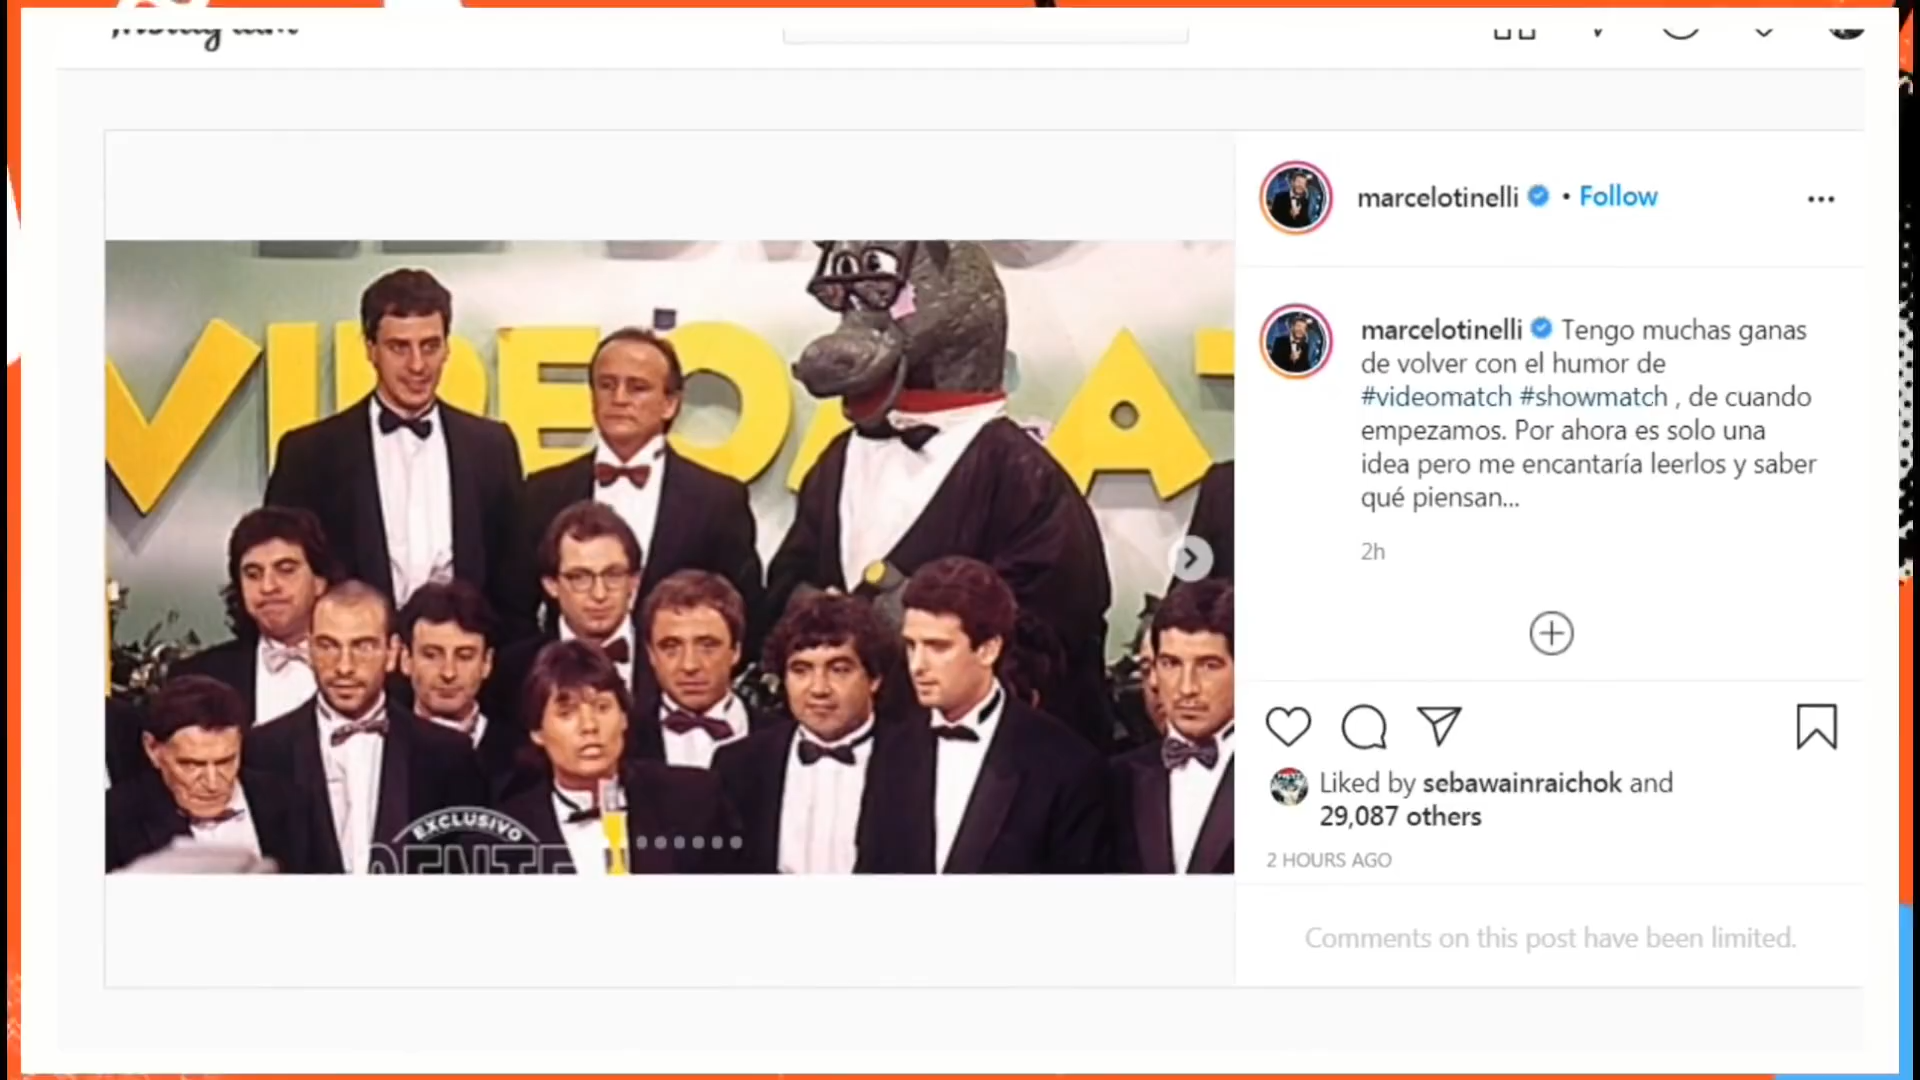 Instagram
marcelotinelli • Follow
VIDEOMAT
marcelotinelli Tengo muchas ganas
de volver con el humor de
#videomatch #showmatch , de cuando
empezamos. Por ahora es solo una
idea pero me encantaría leerlos y saber
qué piensan...
2h
EXCLUSIVO
Liked by sebawainraichok and
29,087 others
2 HOURS AGO
Comments on this post have been limited.